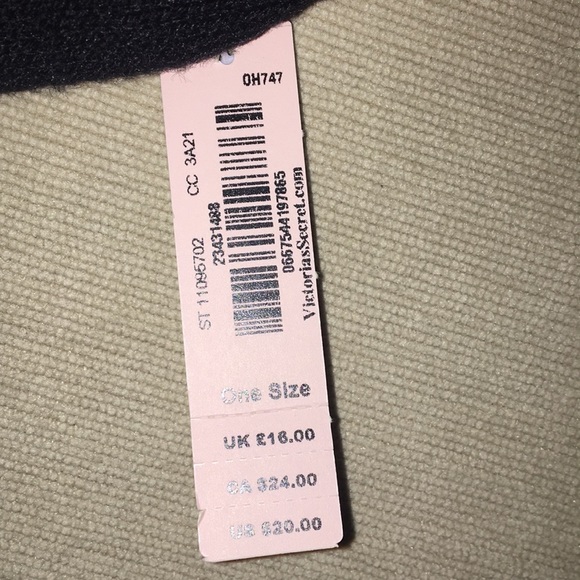 0H747
ST 11095702 CC 3A21
23431488
0667544197865
VictoriasSecret.com
One Size
UK £16.00
CA $24.00
US $20.00